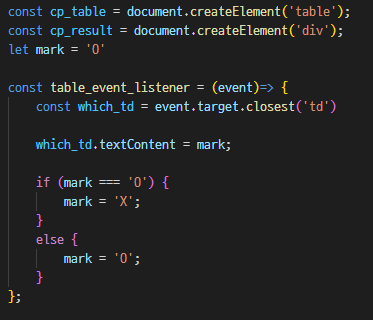 const cp_table = document.createElement('table');
const cp_result = document.createElement('div');
let mark = 'O'
const table_event_listener = (event)=> {
const which_td = event.target.closest('td')
which_td.textContent = mark;
if (mark === 'O') {
mark = 'X';
}
else {
mark = 'O';
}
};